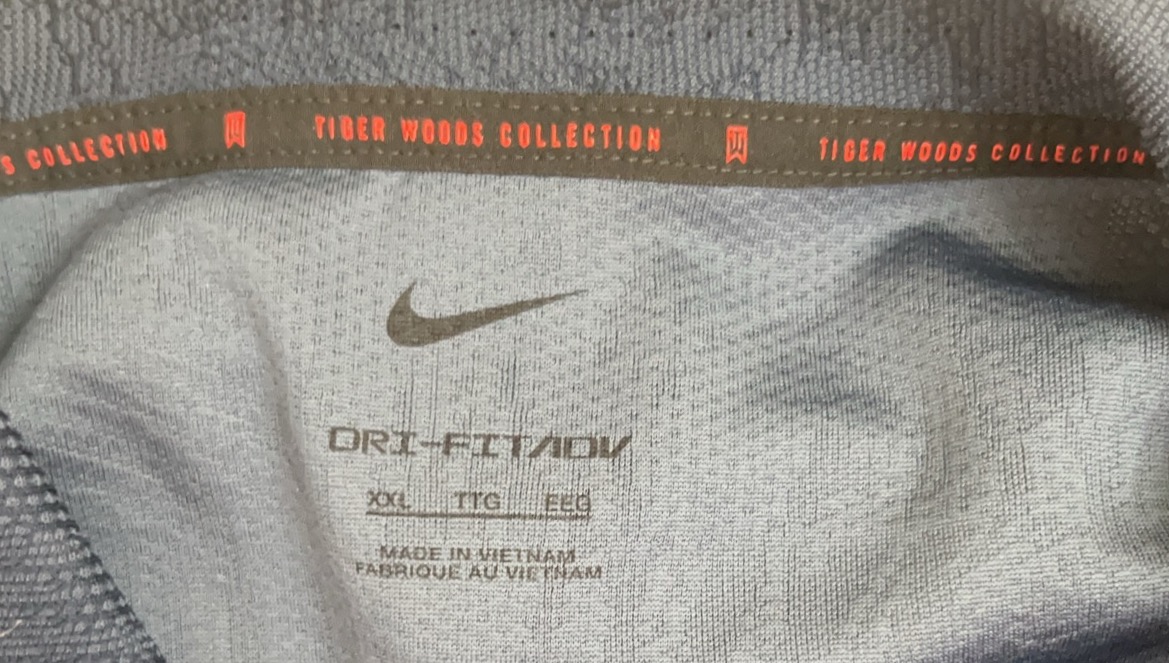 S COLLECTION TIGER WOODS COLLECTION TIGER WOODS COLLECTION
DRI-FIT ADV
XXL TTG EEG
MADE IN VIETNAM
FABRIQUE AU VIETNAM